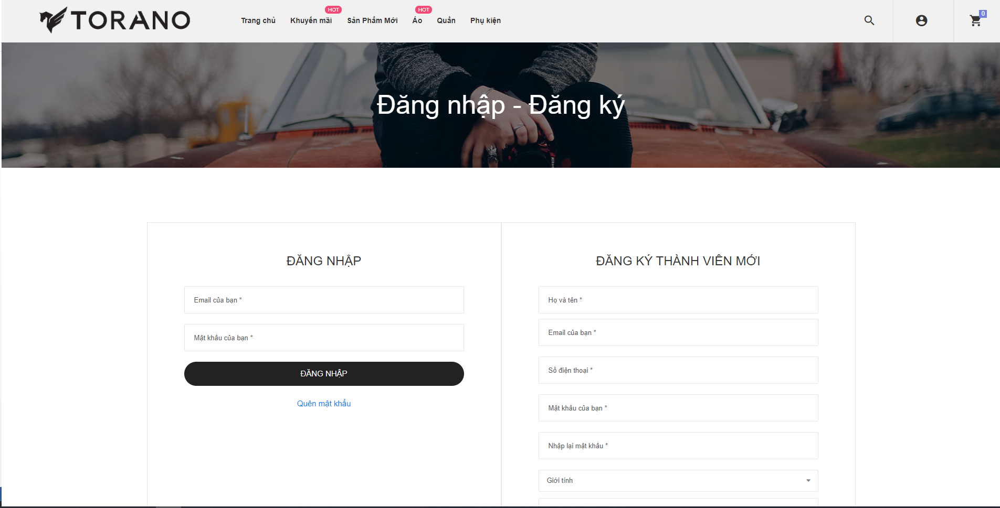 TORANO
Trang chủ
Khuyến mãi
HOT
Sản Phẩm Mới
Áo
HOT
Quần
Phụ kiện
0
Đăng nhập - Đăng ký
Nikon
ĐĂNG NHẬP
Email của bạn *
Mật khẩu của bạn *
ĐĂNG NHẬP
Quên mật khẩu
ĐĂNG KÝ THÀNH VIÊN MỚI
Họ và tên *
Email của bạn *
Số điện thoại *
Mật khẩu của bạn *
Nhập lại mật khẩu *
Giới tính